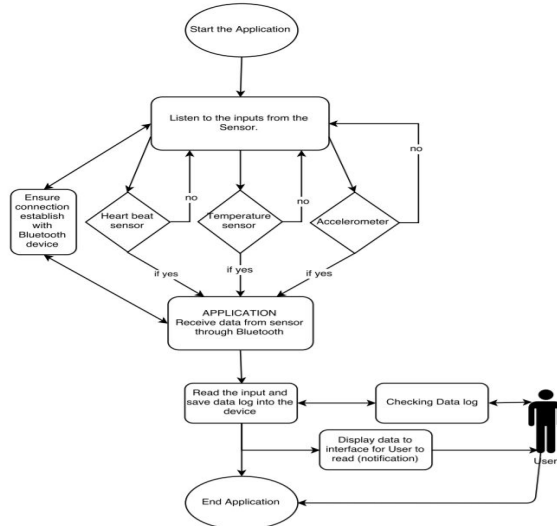 Start the Application
Listen to the inputs from the
Sensor.
no
no
no
Ensure
connection
establish
with
Bluetooth
device
Heart beat
sensor
Temperature
sensor
Accelerometer
if yes
if yes
if yes
APPLICATION
Receive data from sensor
through Bluetooth
Read the input and
save data log into the
device
Checking Data log
Display data to
interface for User to
read (notification)
User
End Application